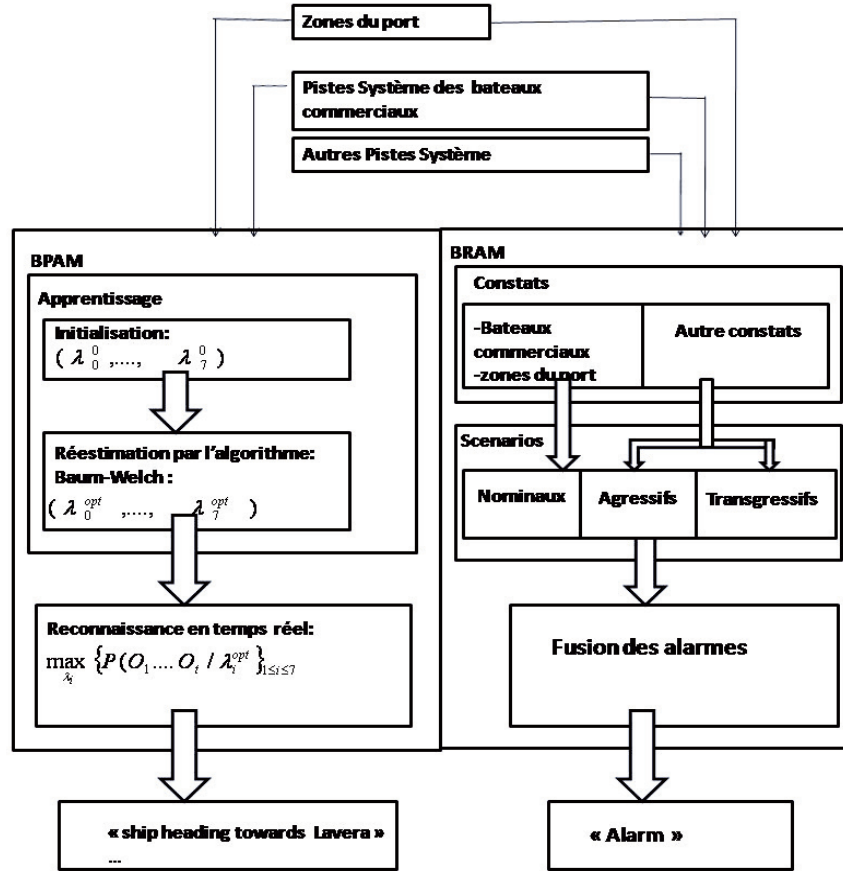 Zones du port
Pistes Système des bateaux
commerciaux
Autres Pistes Système
BPAM
Apprentissage
Initialisation:
( λ 0 0 ,...., λ 0 7 )
Réestimation par l'algorithme:
Baum-Welch :
( λ opt 0 ,...., λ opt 7 )
Reconnaissance en temps réel:
max λi {P(O1....Ot / λi opt }1≤i≤7
« ship heading towards Lavera »
...
BRAM
Constats
-Bateaux
commerciaux
-zones du port
Autre constats
Scenarios
Nominaux
Agressifs
Transgressifs
Fusion des alarmes
« Alarm »